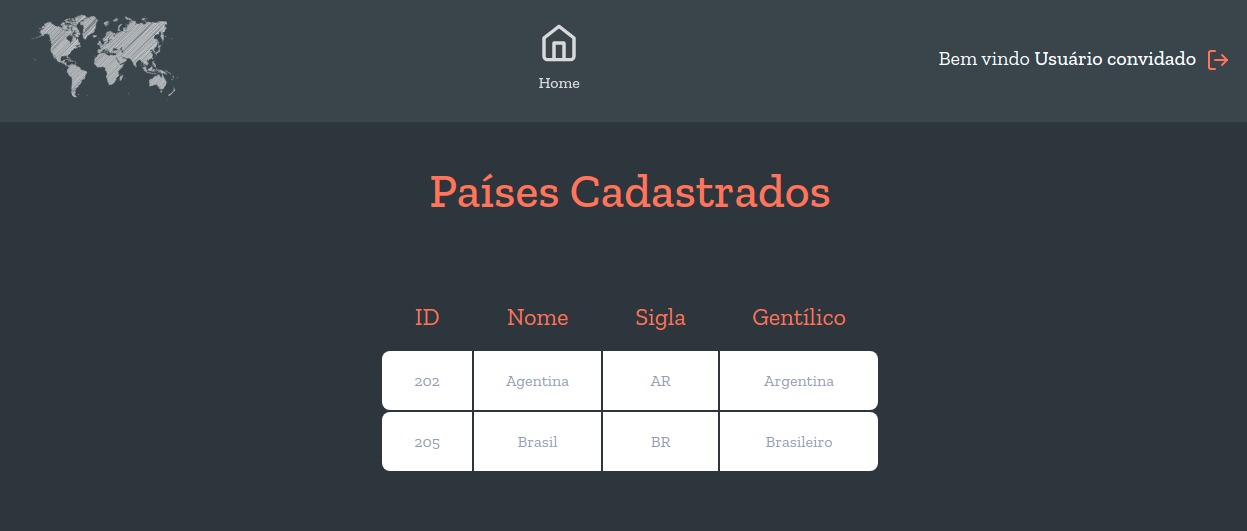 Home
Bem vindo Usuário convidado
Países Cadastrados
ID Nome Sigla Gentílico
202 Agentina AR Argentina
205 Brasil BR Brasileiro